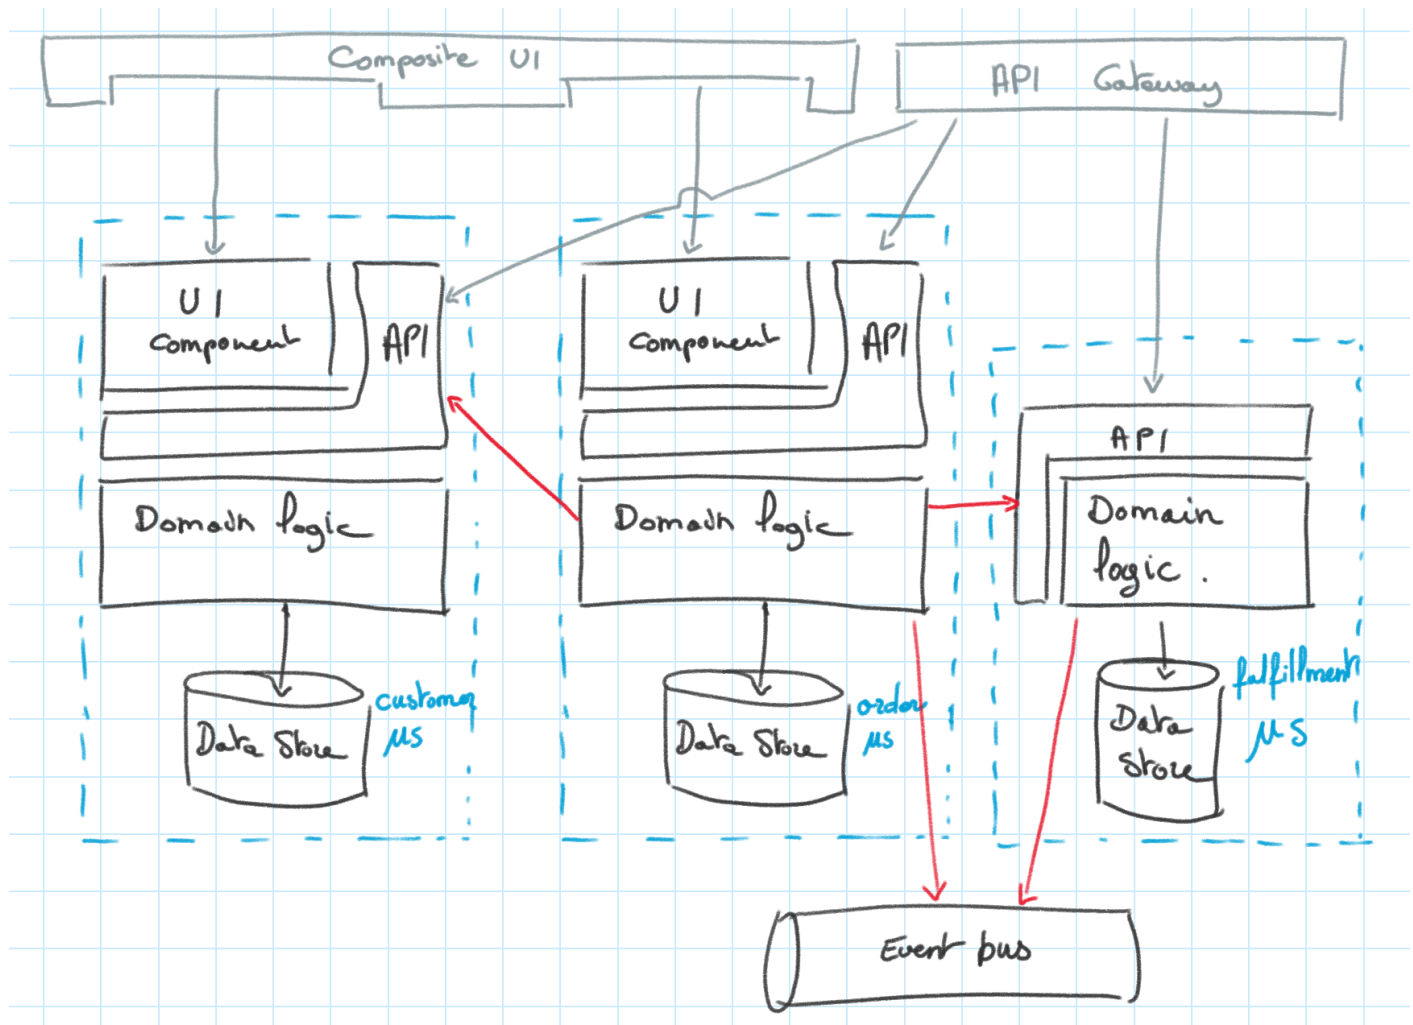 Composite UI
API Gateway
UI
component
API
UI
component
API
API
Domain logic
Domain logic
Domain
logic.
Data Store
customer
μs
Data Store
order
μs
Data
Store
fulfillment
μs
Event bus